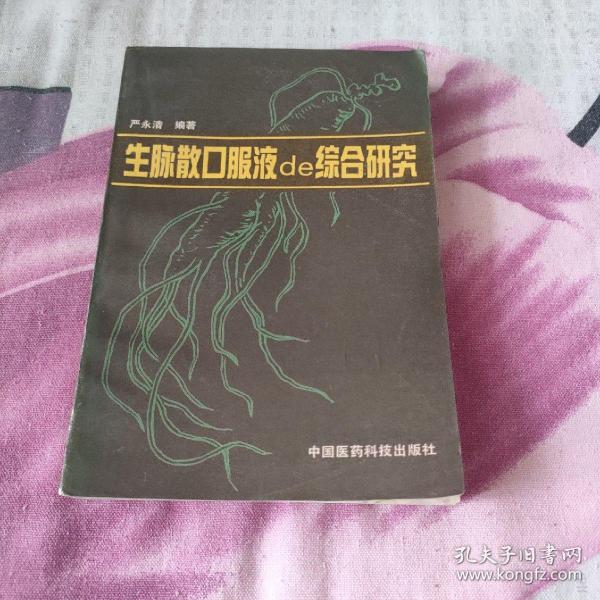 严永清 编著
生脉散口服液de综合研究
中国医药科技出版社
孔夫子旧书网
www.kongfz.com